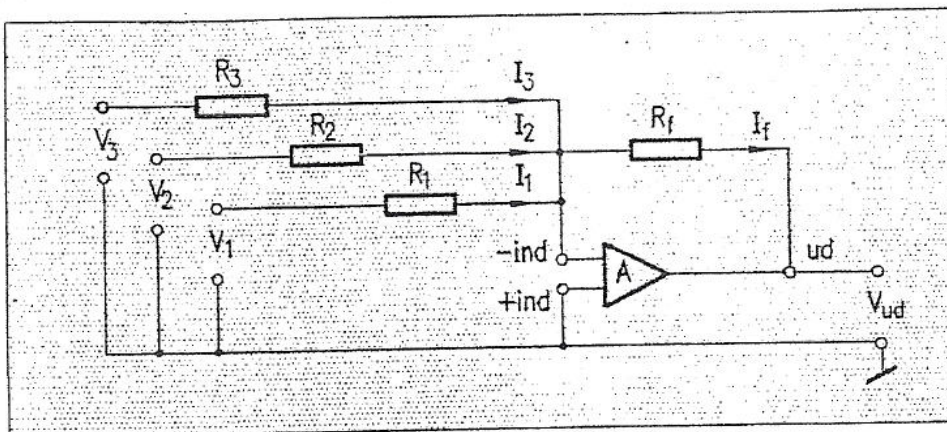 R3 I3
V3 R2 I2 Rf If
V2 R1 I1
V1
-ind A ud
+ind Vud